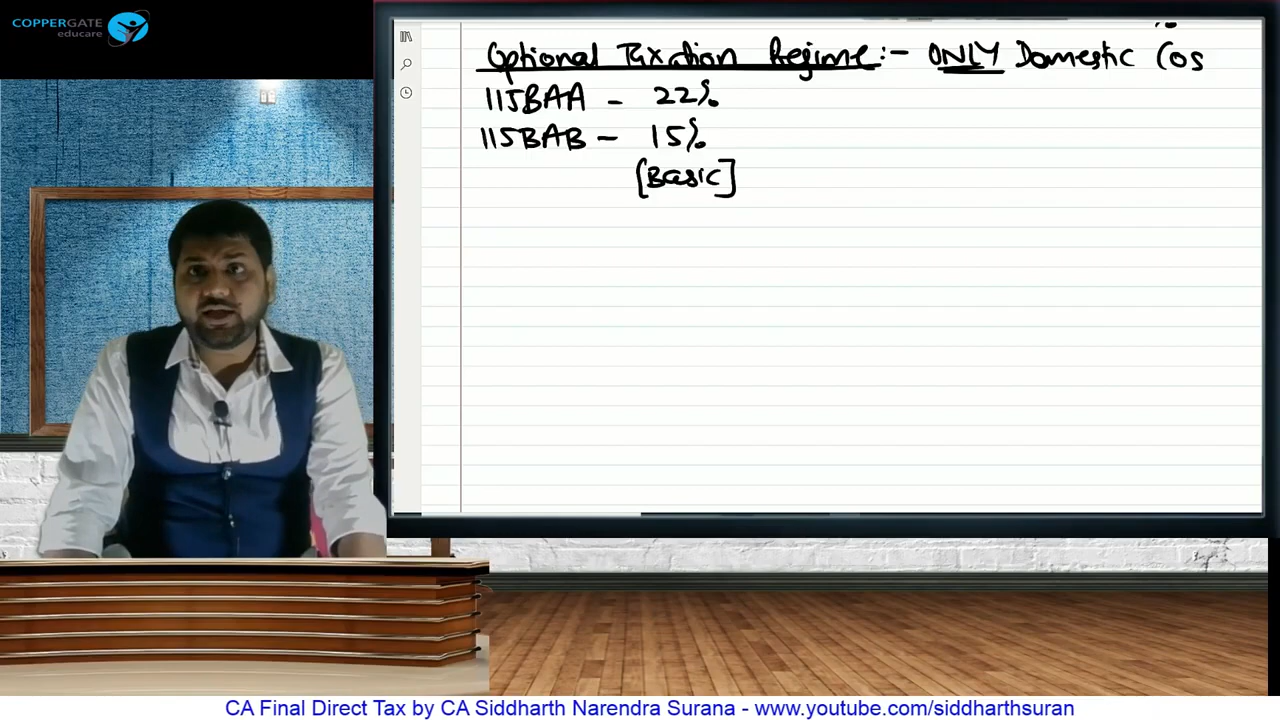 COPPERGATE
educare
Optional Taxation Regime:- ONLY Domestic Cos
115BAA - 22%
115BAB - 15%
[Basic]
CA Final Direct Tax by CA Siddharth Narendra Surana - www.youtube.com/siddharthsuran